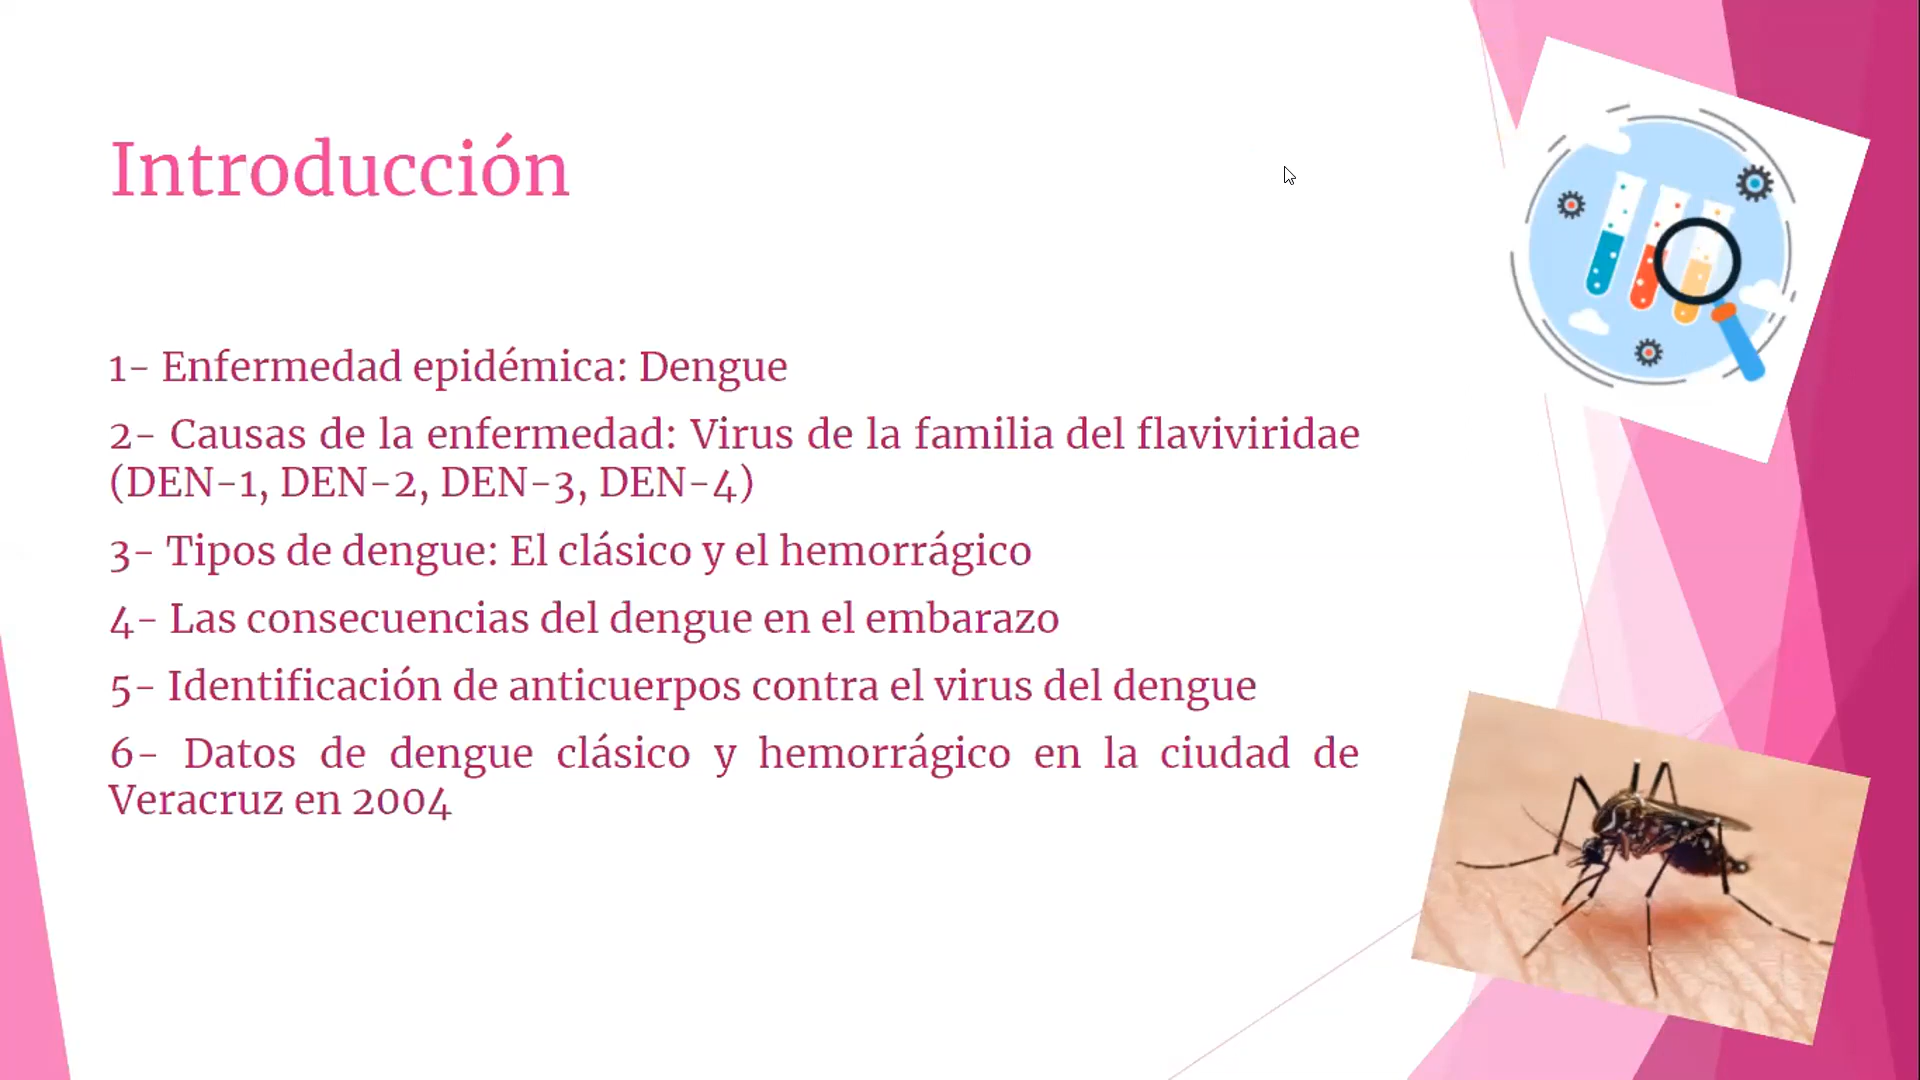 Introducción
1- Enfermedad epidémica: Dengue
2- Causas de la enfermedad: Virus de la familia del flaviviridae
(DEN-1, DEN-2, DEN-3, DEN-4)
3- Tipos de dengue: El clásico y el hemorrágico
4- Las consecuencias del dengue en el embarazo
5- Identificación de anticuerpos contra el virus del dengue
6- Datos de dengue clásico y hemorrágico en la ciudad de
Veracruz en 2004